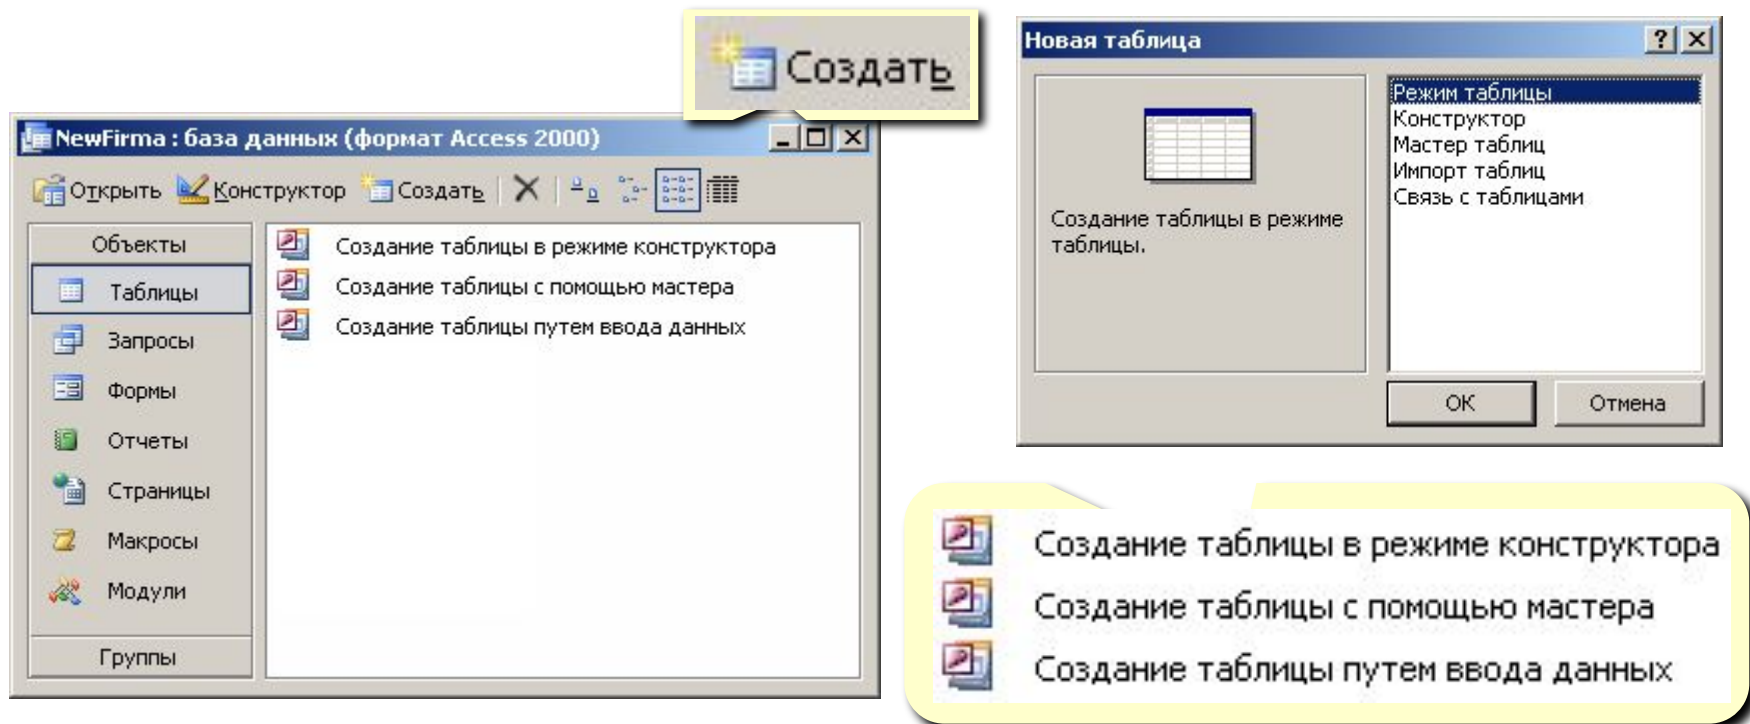 Создать
NewFirma : база данных (формат Access 2000)
Открыть Конструктор Создать
Объекты
Таблицы
Запросы
Формы
Отчеты
Страницы
Макросы
Модули
Группы
Создание таблицы в режиме конструктора
Создание таблицы с помощью мастера
Создание таблицы путем ввода данных
Новая таблица
Создание таблицы в режиме
таблицы.
Режим таблицы
Конструктор
Мастер таблиц
Импорт таблиц
Связь с таблицами
ОК Отмена
Создание таблицы в режиме конструктора
Создание таблицы с помощью мастера
Создание таблицы путем ввода данных